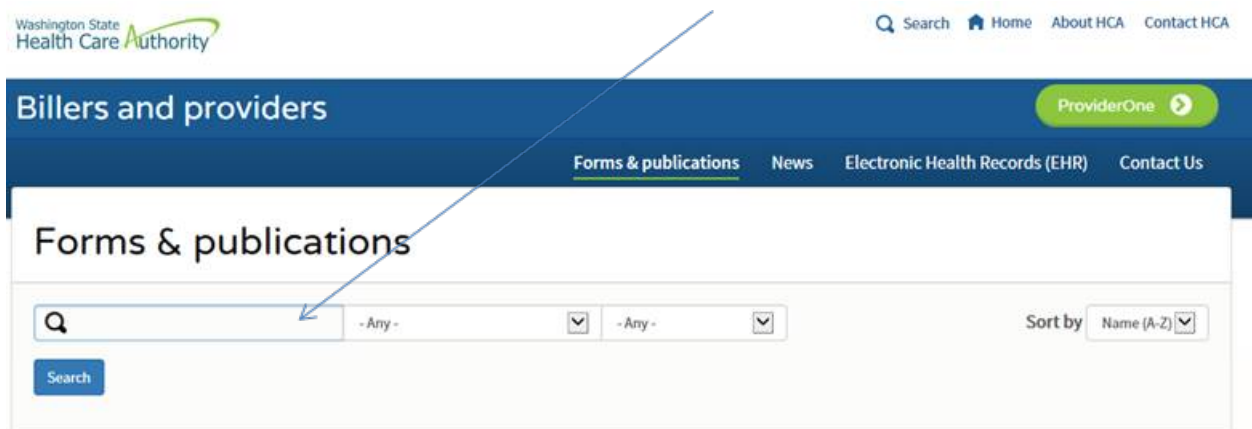 Washington State
Health Care Authority
Search Home About HCA Contact HCA
Billers and providers
ProviderOne
Forms & publications News Electronic Health Records (EHR) Contact Us
Forms & publications
- Any - - Any - Sort by Name (A-Z)
Search